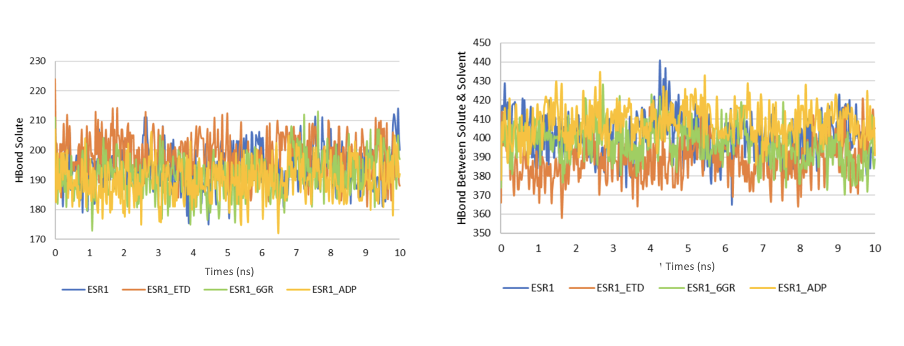 HBond Solute
230
220
210
200
190
180
170
0 1 2 3 4 5 6 7 8 9 10
Times (ns)
ESR1 ESR1_ETD ESR1_6GR ESR1_ADP
HBond Between Solute & Solvent
450
440
430
420
410
400
390
380
370
360
350
0 1 2 3 4 5 6 7 8 9 10
Times (ns)
ESR1 ESR1_ETD ESR1_6GR ESR1_ADP